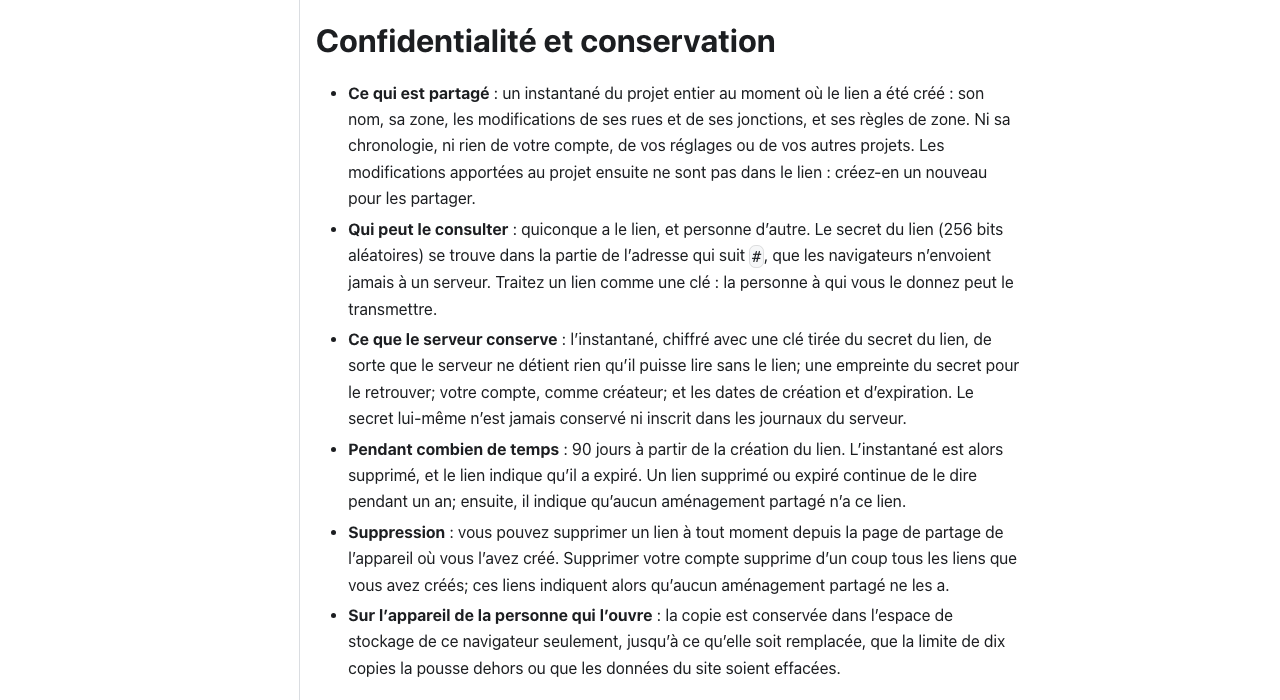 Confidentialité et conservation
Ce qui est partagé : un instantané du projet entier au moment où le lien a été créé : son
nom, sa zone, les modifications de ses rues et de ses jonctions, et ses règles de zone. Ni sa
chronologie, ni rien de votre compte, de vos réglages ou de vos autres projets. Les
modifications apportées au projet ensuite ne sont pas dans le lien : créez-en un nouveau
pour les partager.
Qui peut le consulter : quiconque a le lien, et personne d’autre. Le secret du lien (256 bits
aléatoires) se trouve dans la partie de l’adresse qui suit #, que les navigateurs n’envoient
jamais à un serveur. Traitez un lien comme une clé : la personne à qui vous le donnez peut le
transmettre.
Ce que le serveur conserve : l’instantané, chiffré avec une clé tirée du secret du lien, de
sorte que le serveur ne détient rien qu’il puisse lire sans le lien; une empreinte du secret pour
le retrouver; votre compte, comme créateur; et les dates de création et d’expiration. Le
secret lui-même n’est jamais conservé ni inscrit dans les journaux du serveur.
Pendant combien de temps : 90 jours à partir de la création du lien. L’instantané est alors
supprimé, et le lien indique qu’il a expiré. Un lien supprimé ou expiré continue de le dire
pendant un an; ensuite, il indique qu’aucun aménagement partagé n’a ce lien.
Suppression : vous pouvez supprimer un lien à tout moment depuis la page de partage de
l’appareil où vous l’avez créé. Supprimer votre compte supprime d’un coup tous les liens que
vous avez créés; ces liens indiquent alors qu’aucun aménagement partagé ne les a.
Sur l’appareil de la personne qui l’ouvre : la copie est conservée dans l’espace de
stockage de ce navigateur seulement, jusqu’à ce qu’elle soit remplacée, que la limite de dix
copies la pousse dehors ou que les données du site soient effacées.